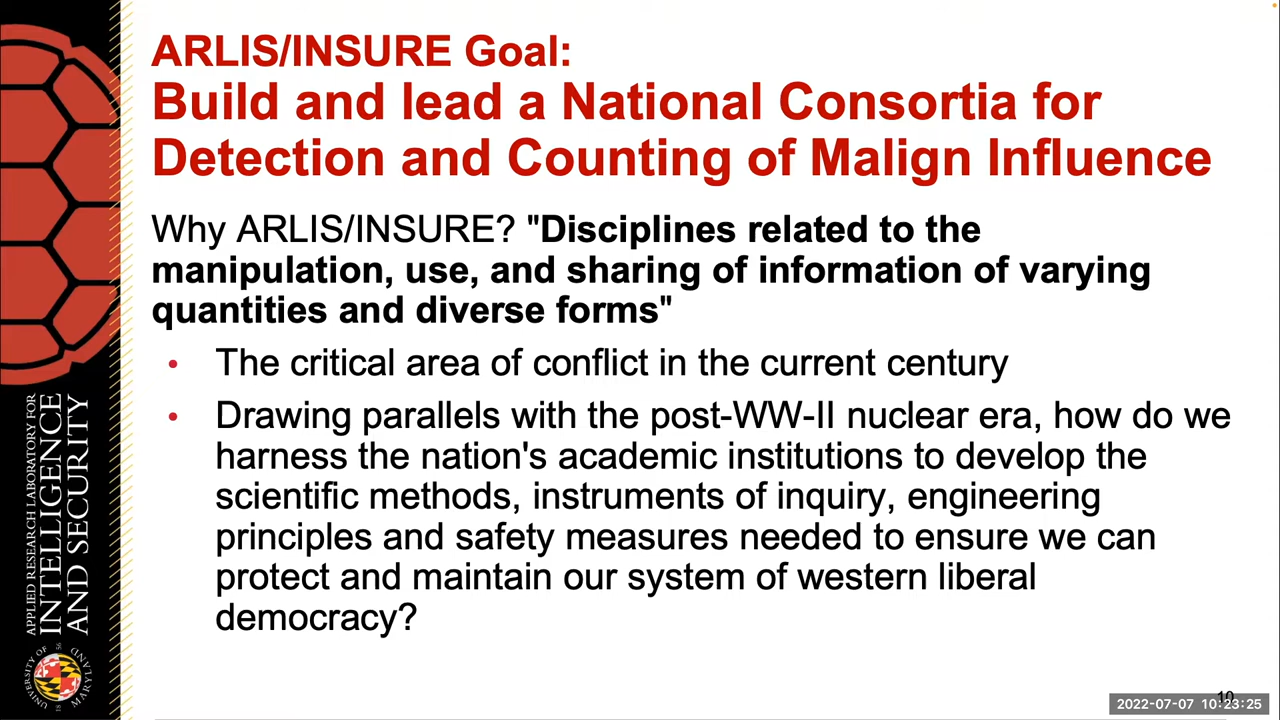 ARLIS/INSURE Goal:
Build and lead a National Consortia for
Detection and Counting of Malign Influence
Why ARLIS/INSURE? "Disciplines related to the
manipulation, use, and sharing of information of varying
quantities and diverse forms"
• The critical area of conflict in the current century
• Drawing parallels with the post-WW-II nuclear era, how do we
harness the nation's academic institutions to develop the
scientific methods, instruments of inquiry, engineering
principles and safety measures needed to ensure we can
protect and maintain our system of western liberal
democracy?
APPLIED RESEARCH LABORATORY FOR
INTELLIGENCE
AND SECURITY
UNIVERSITY OF
MARYLAND
18 56
10
2022-07-07 10:23:25